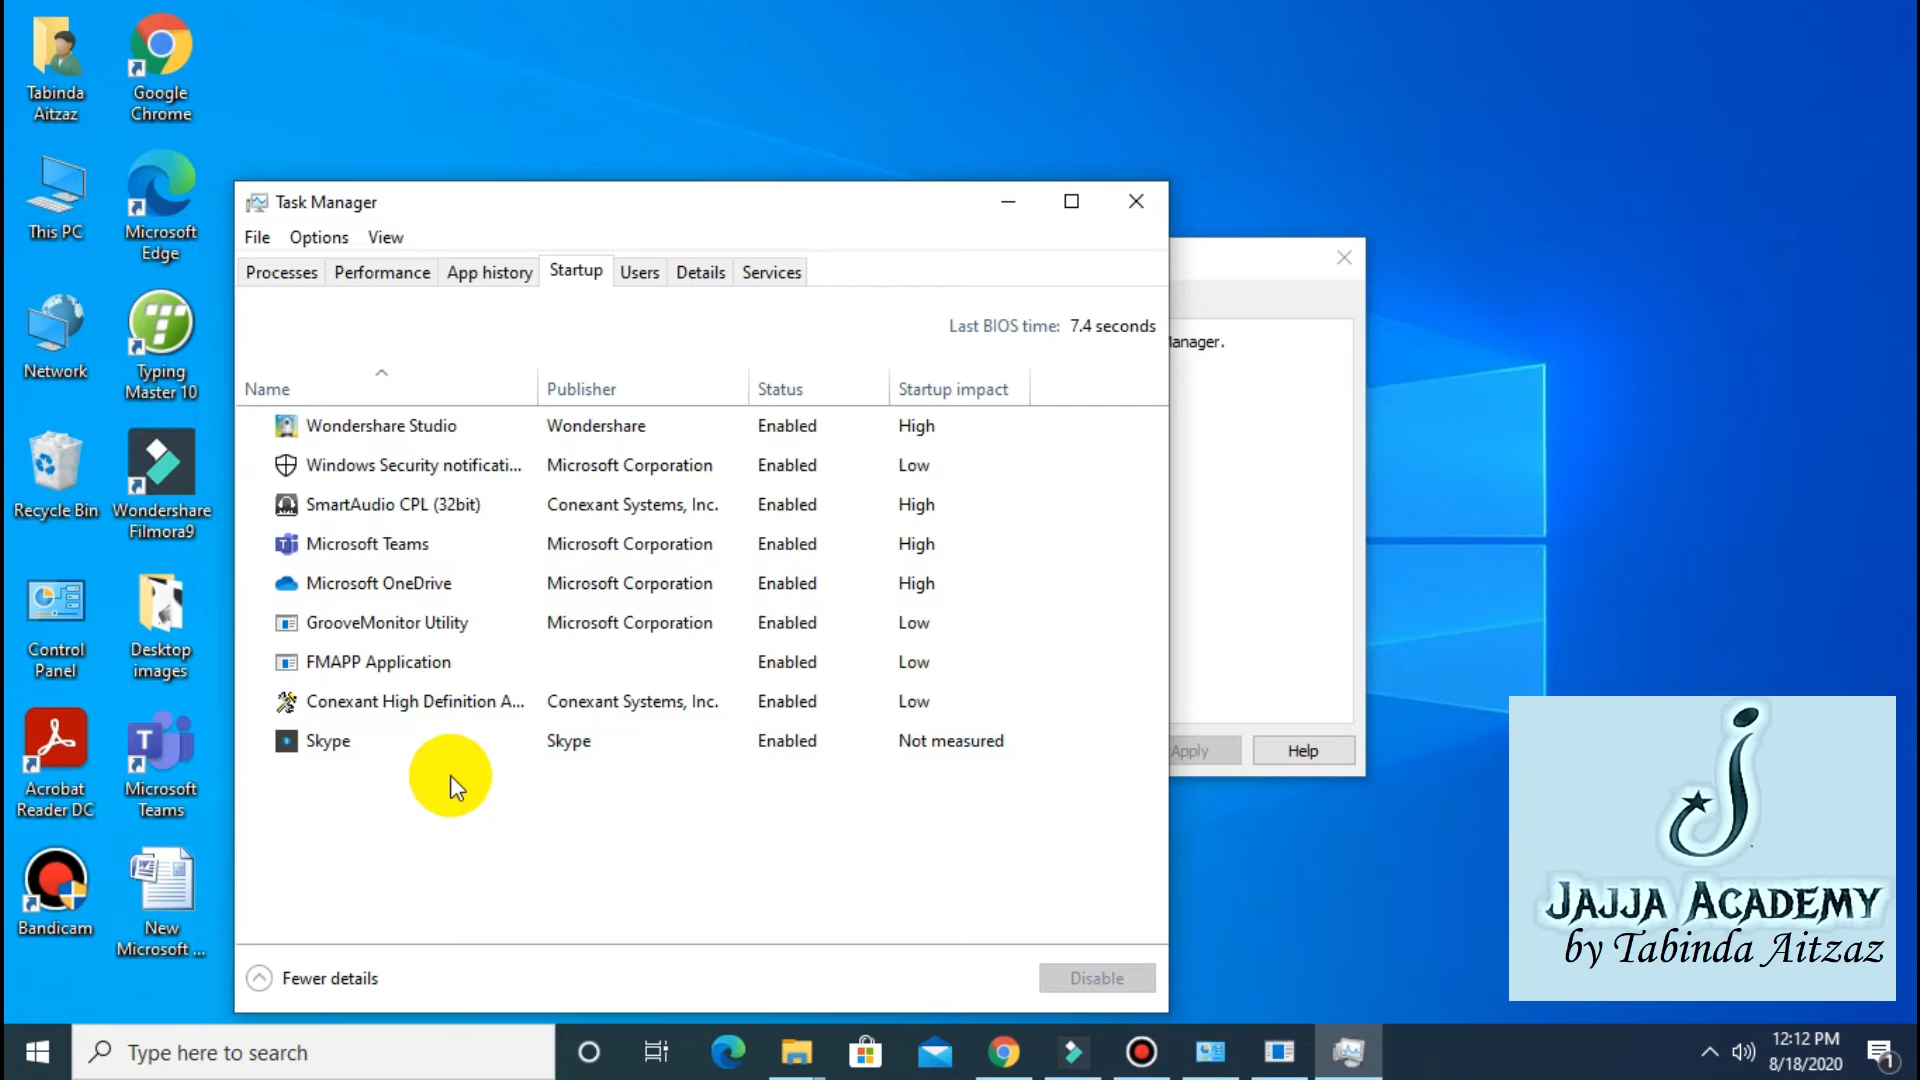 Tabinda
Aitzaz
Google
Chrome
This PC
Microsoft
Edge
Network
Typing
Master 10
Recycle Bin
Wondershare
Filmora9
Control
Panel
Desktop
images
Acrobat
Reader DC
Microsoft
Teams
Bandicam
New
Microsoft ...
Task Manager
File Options View
Processes Performance App history Startup Users Details Services
Last BIOS time: 7.4 seconds
Name Publisher Status Startup impact
Wondershare Studio Wondershare Enabled High
Windows Security notificati... Microsoft Corporation Enabled Low
SmartAudio CPL (32bit) Conexant Systems, Inc. Enabled High
Microsoft Teams Microsoft Corporation Enabled High
Microsoft OneDrive Microsoft Corporation Enabled High
GrooveMonitor Utility Microsoft Corporation Enabled Low
FMAPP Application Enabled Low
Conexant High Definition A... Conexant Systems, Inc. Enabled Low
Skype Skype Enabled Not measured
Fewer details Disable
anager.
Apply Help
JAJJA ACADEMY
by Tabinda Aitzaz
Type here to search
12:12 PM
8/18/2020
1